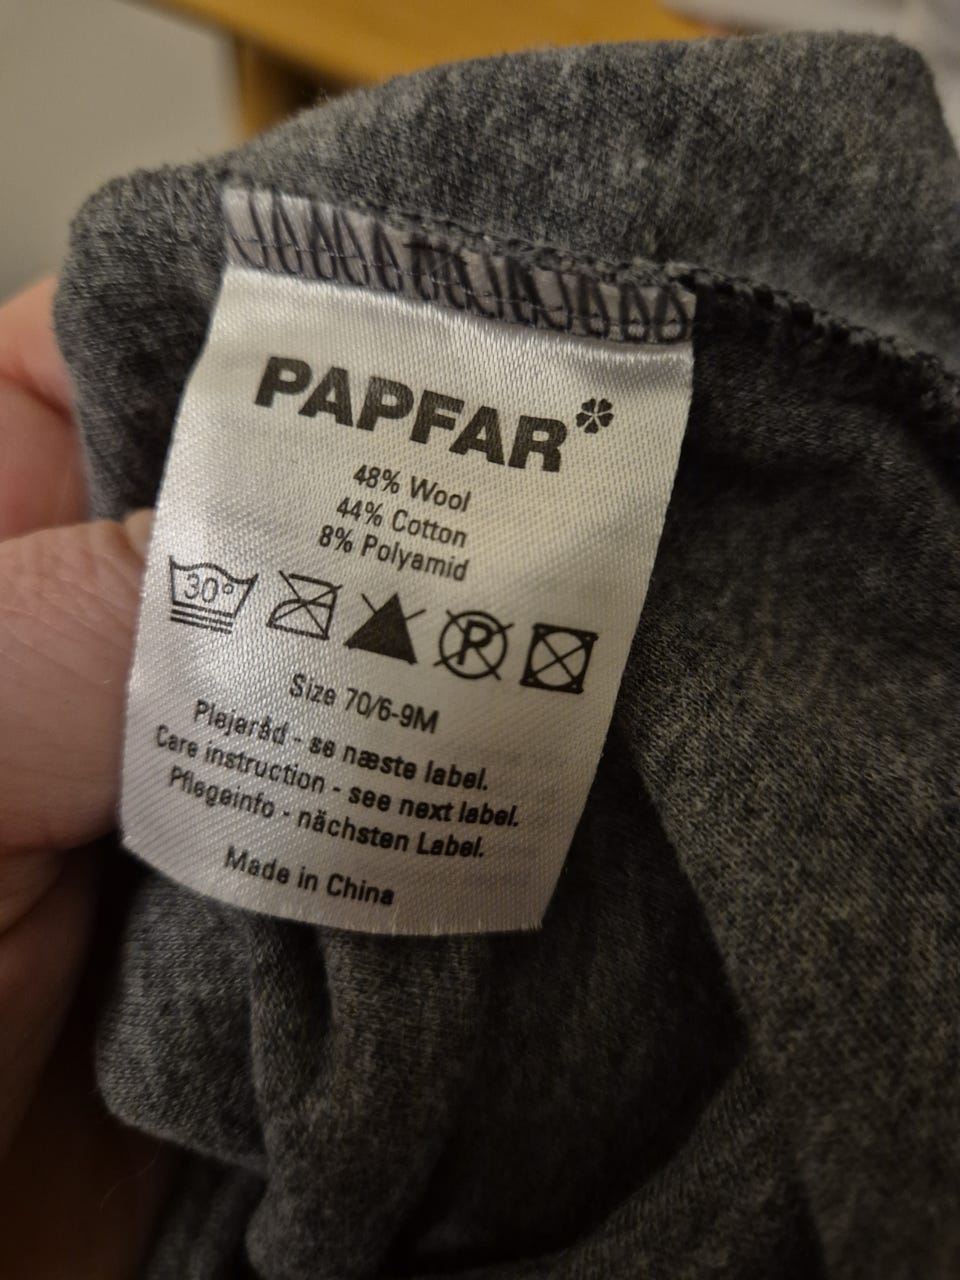 PAPFAR
48% Wool
44% Cotton
8% Polyamid
30°
P
Size 70/6-9M
Plejeråd - se næste label.
Care instruction - see next label.
Pflegeinfo - nächsten Label.
Made in China